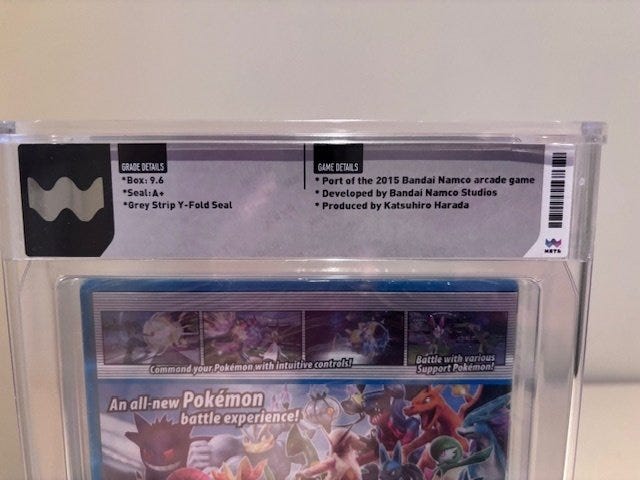 GRADE DETAILS
*Box: 9.6
*Seal: A+
*Grey Strip Y-Fold Seal
GAME DETAILS
* Port of the 2015 Bandai Namco arcade game
* Developed by Bandai Namco Studios
* Produced by Katsuhiro Harada
WATA
Command your Pokémon with intuitive controls!
Battle with various
Support Pokémon!
An all-new Pokémon
battle experience!